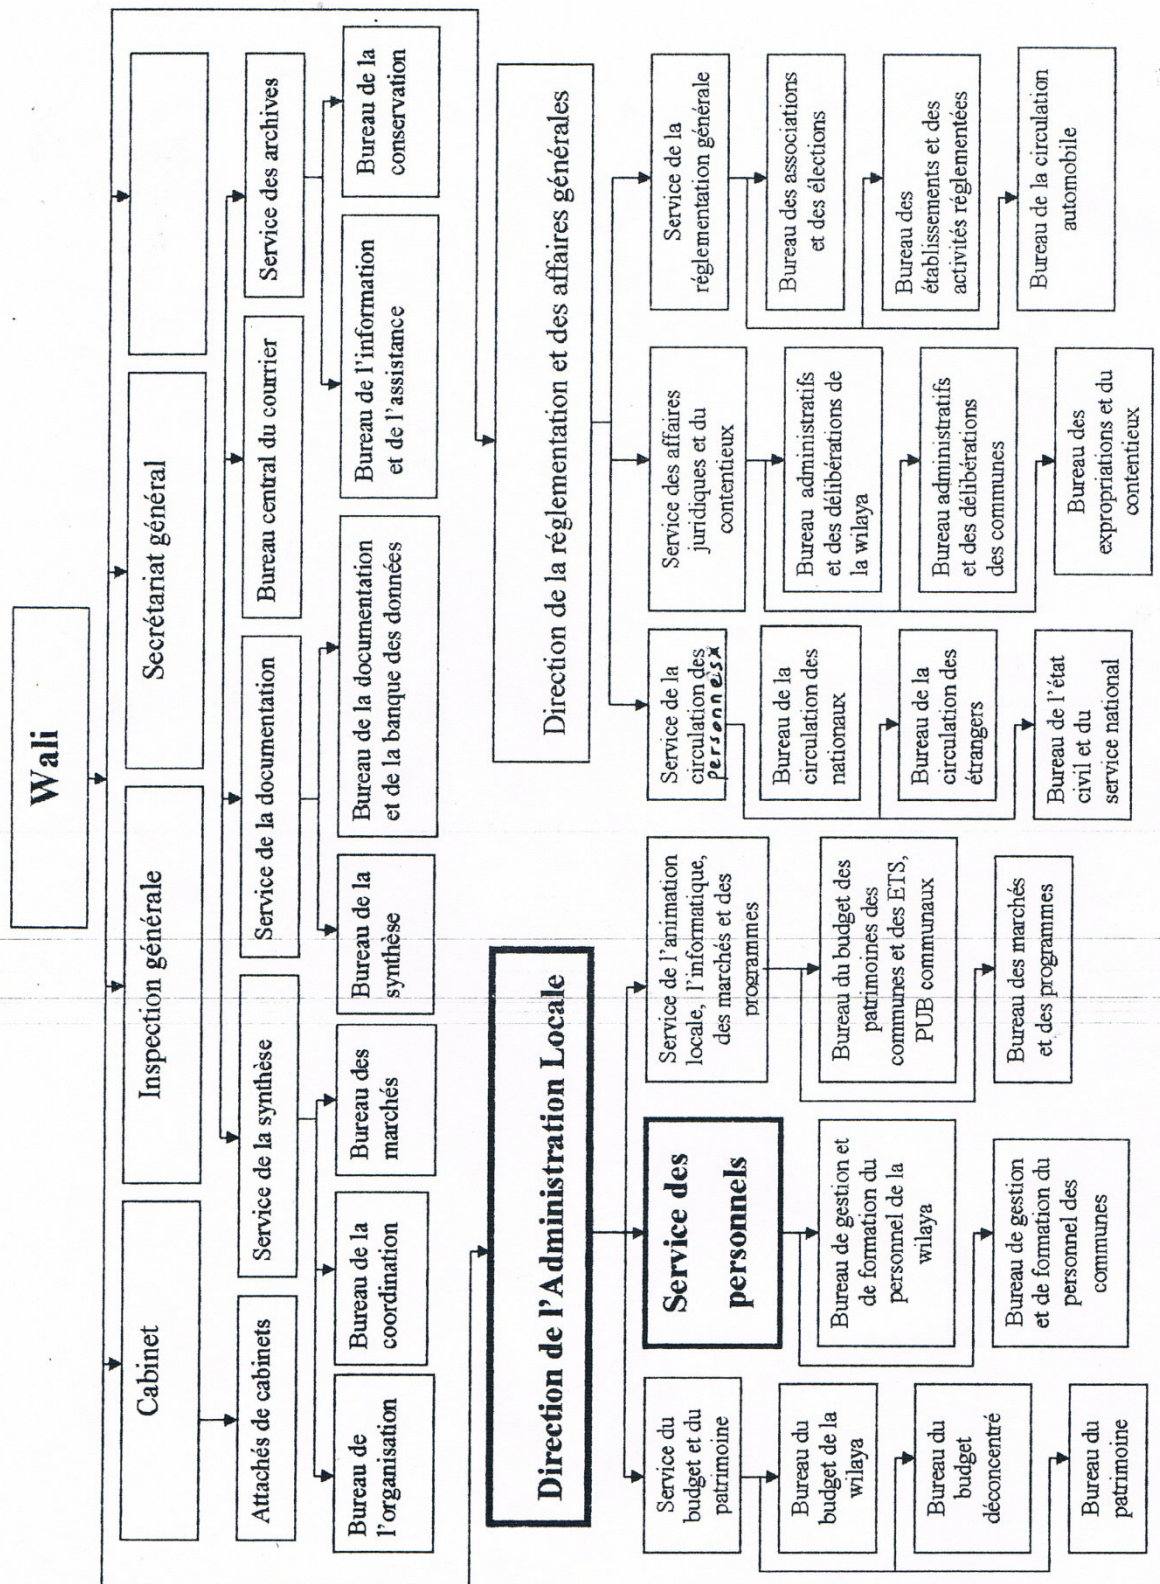 Wali
Cabinet
Inspection générale
Secrétariat général
Attachés de cabinets
Service de la synthèse
Service de la documentation
Bureau central du courrier
Service des archives
Bureau de
l'organisation
Bureau de la
coordination
Bureau des
marchés
Bureau de la
synthèse
Bureau de la documentation
et de la banque des données
Bureau de l'information
et de l'assistance
Bureau de la
conservation
Direction de l'Administration Locale
Direction de la réglementation et des affaires générales
Service du
budget et du
patrimoine
Bureau du
budget de la
wilaya
Bureau du
budget
déconcentré
Bureau du
patrimoine
Service des
personnels
Bureau de gestion et
de formation du
personnel de la
wilaya
Bureau de gestion
et de formation du
personnel des
communes
Service de l'animation
locale, l'informatique,
des marchés et des
programmes
Bureau du budget des
patrimoines des
communes et des ETS,
PUB communaux
Bureau des marchés
et des programmes
Service de la
circulation des
Bureau de la
circulation des
nationaux
Bureau de la
circulation des
étrangers
Bureau de l'état
civil et du
service national
Service des affaires
juridiques et du
contentieux
Bureau administratifs
et des délibérations de
la wilaya
Bureau administratifs
et des délibérations
des communes
Bureau des
expropriations et du
contentieux
Service de la
réglementation générale
Bureau des associations
et des élections
Bureau des
établissements et des
activités réglementées
Bureau de la circulation
automobile